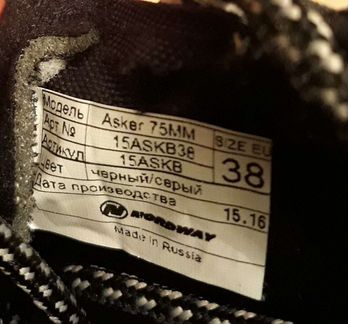 Модель Asker 75MM SIZE EU
Арт № 15ASKB38 38
Артикул 15ASKB
Цвет черный/серый
Дата производства 15.16
NORDWAY
Made in Russia